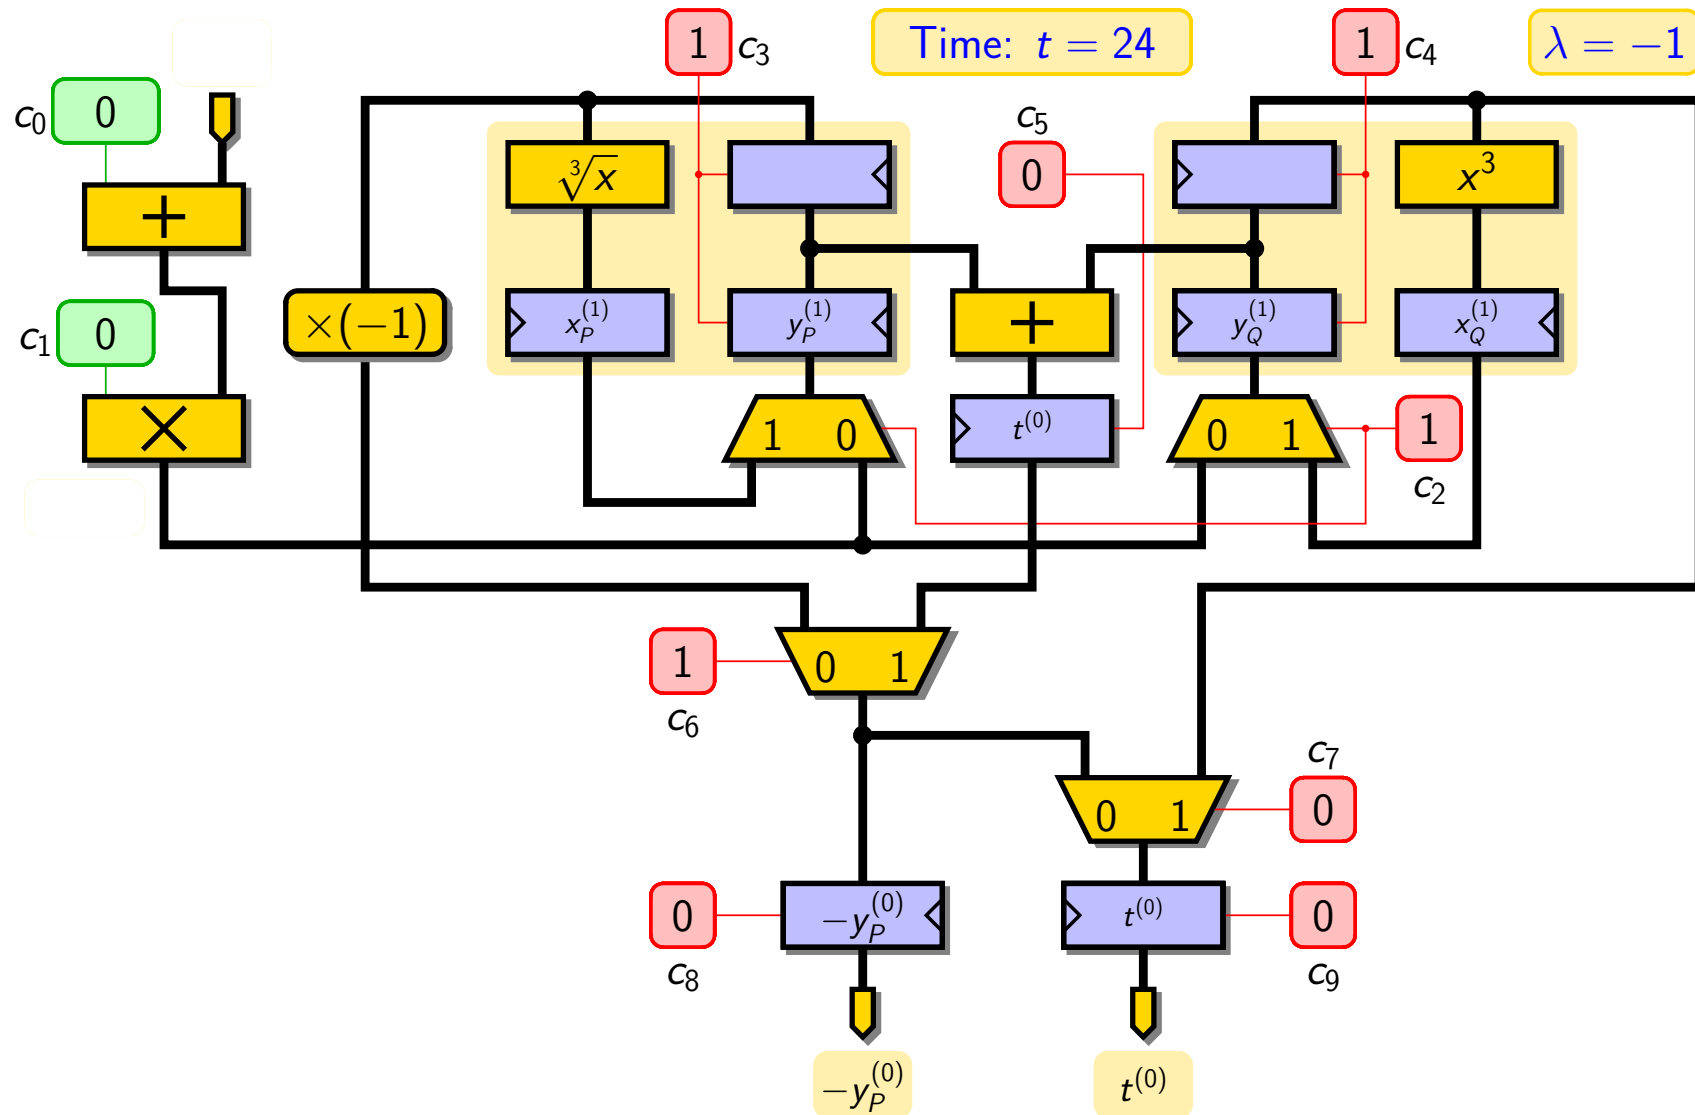 1 c₃ Time: t = 24 1 c₄ λ = −1
c₀ 0
c₅
0
∛x x³
+
c₁ 0
×(−1) x_P^(1) y_P^(1) + y_Q^(1) x_Q^(1)
×
1 0 t^(0) 0 1 1
c₂
1 0 1
c₆
c₇
0 1 0
0 −y_P^(0) t^(0) 0
c₈ c₉
−y_P^(0) t^(0)